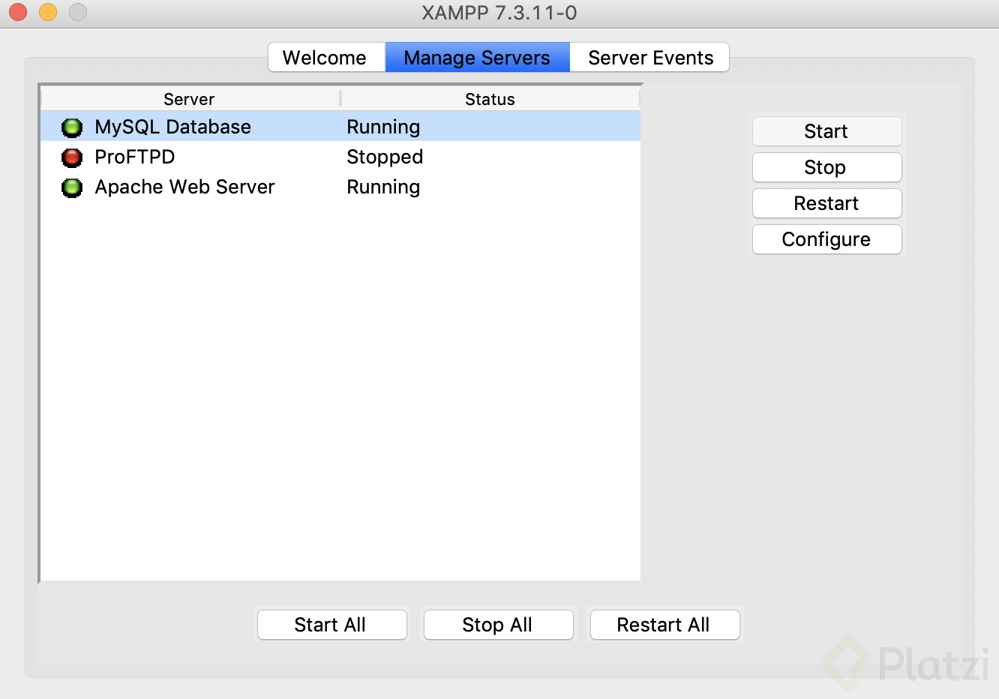 XAMPP 7.3.11-0
Welcome
Manage Servers
Server Events
Server
Status
MySQL Database
Running
ProFTPD
Stopped
Apache Web Server
Running
Start
Stop
Restart
Configure
Start All
Stop All
Restart All
Platzi